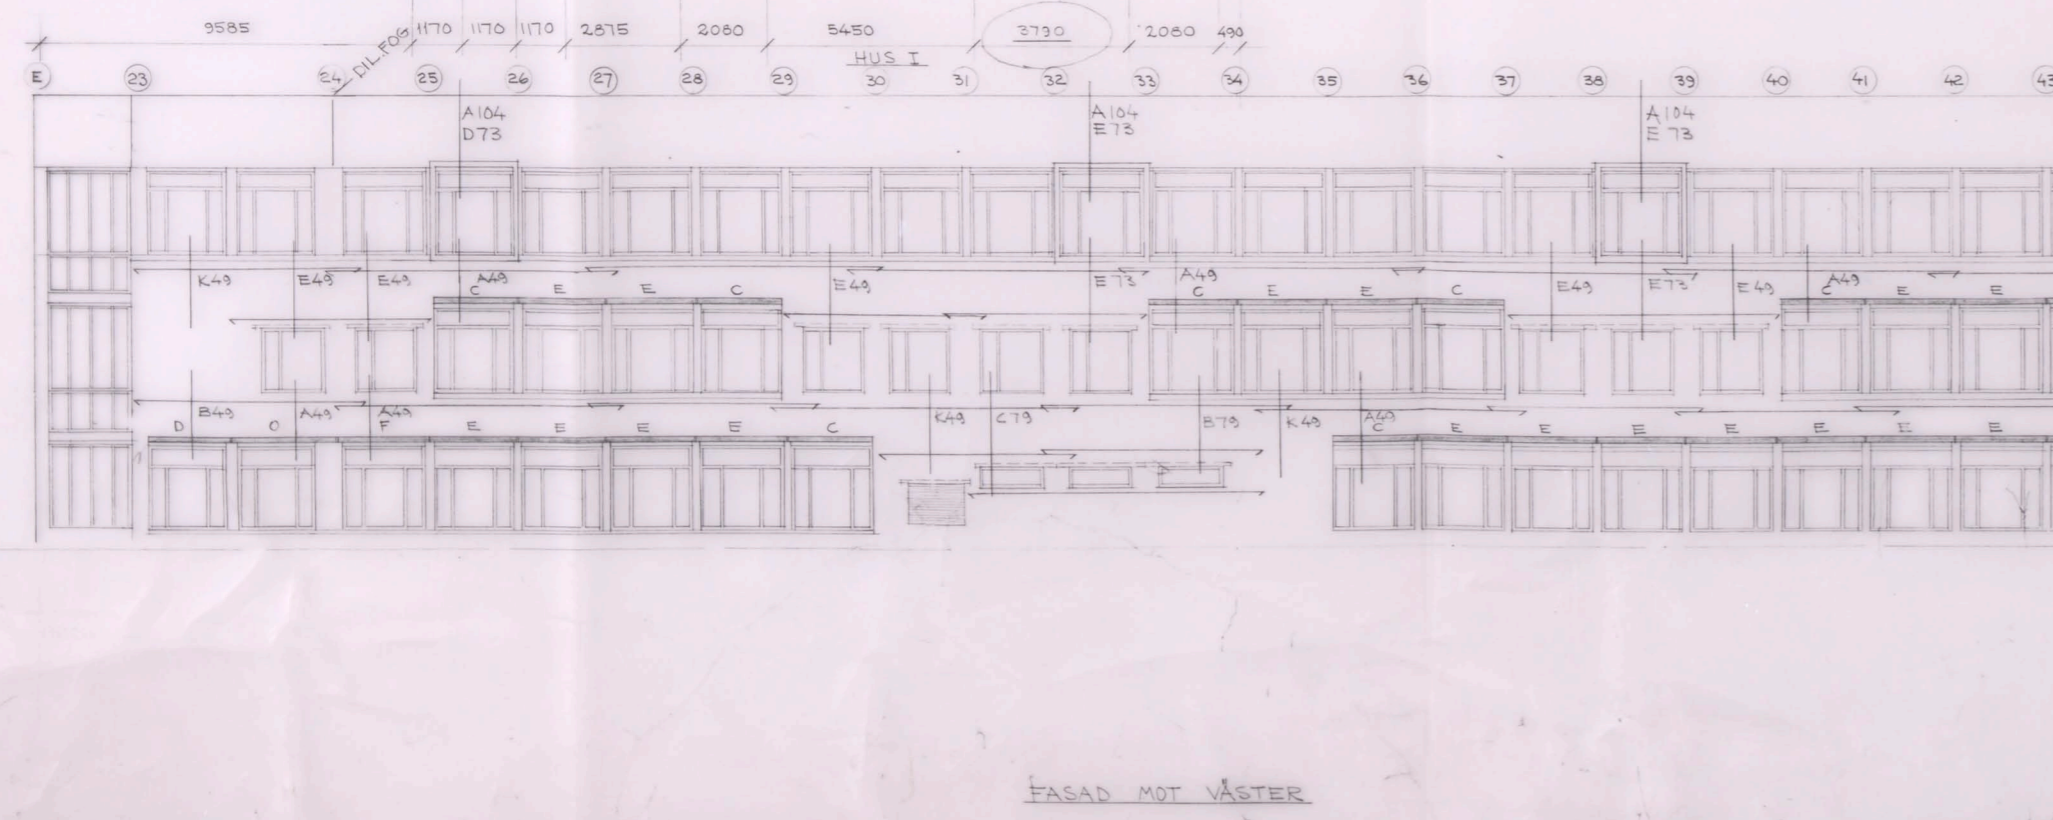 9585 1170 1170 1170 2875 2080 5450 3790 2080 490
DIL.FOG
HUS I
E 23 24 25 26 27 28 29 30 31 32 33 34 35 36 37 38 39 40 41 42 43
A104 A104 A104
D73 E73 E73
K49 E49 E49 A49 E49 E73 A49 E49 E73 E49 A49
C E E C C E E C C E E
B49 A49 A49 K49 C79 B79 K49 A49
D O F E E E E C C E E E E E E E
FASAD MOT VÄSTER